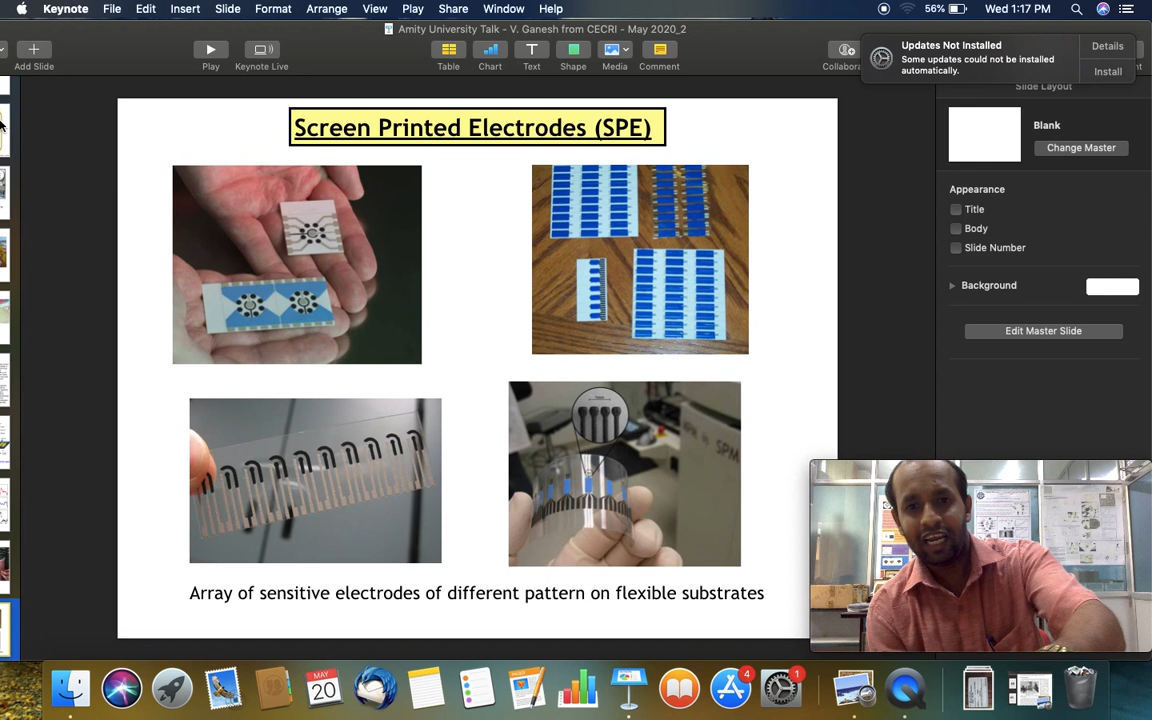 Keynote File Edit Insert Slide Format Arrange View Play Share Window Help 56% Wed 1:17 PM
Amity University Talk - V. Ganesh from CECRI - May 2020_2
Add Slide Play Keynote Live Table Chart Text Shape Media Comment Collabora
Updates Not Installed
Some updates could not be installed
automatically.
Details
Install
Slide Layout
Blank
Change Master
Appearance
Title
Body
Slide Number
Background
Edit Master Slide
Screen Printed Electrodes (SPE)
SPM
Array of sensitive electrodes of different pattern on flexible substrates
MAY
20
4
1